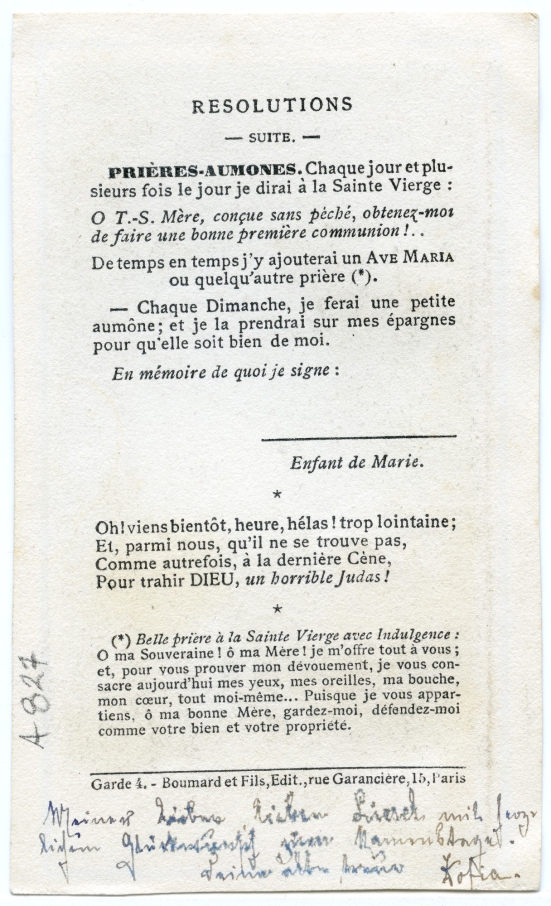 RESOLUTIONS
— SUITE. —
PRIÈRES-AUMONES. Chaque jour et plu-
sieurs fois le jour je dirai à la Sainte Vierge :
O T.-S. Mère, conçue sans péché, obtenez-moi
de faire une bonne première communion !. .
De temps en temps j'y ajouterai un AVE MARIA
ou quelqu'autre prière (*).
— Chaque Dimanche, je ferai une petite
aumône; et je la prendrai sur mes épargnes
pour qu'elle soit bien de moi.
En mémoire de quoi je signe :
Enfant de Marie.
*
Oh! viens bientôt, heure, hélas ! trop lointaine;
Et, parmi nous, qu'il ne se trouve pas,
Comme autrefois, à la dernière Cène,
Pour trahir DIEU, un horrible Judas !
*
(*) Belle prière à la Sainte Vierge avec Indulgence :
O ma Souveraine ! ô ma Mère ! je m'offre tout à vous ;
et, pour vous prouver mon dévouement, je vous con-
sacre aujourd'hui mes yeux, mes oreilles, ma bouche,
mon cœur, tout moi-même... Puisque je vous appar-
tiens, ô ma bonne Mère, gardez-moi, défendez-moi
comme votre bien et votre propriété.
Garde 4. - Boumard et Fils, Edit., rue Garancière, 15, Paris
Meiner lieben, lieben mit herz-
lichem Glückwunsch zum Namenstage.
Deine alte treue
A 827